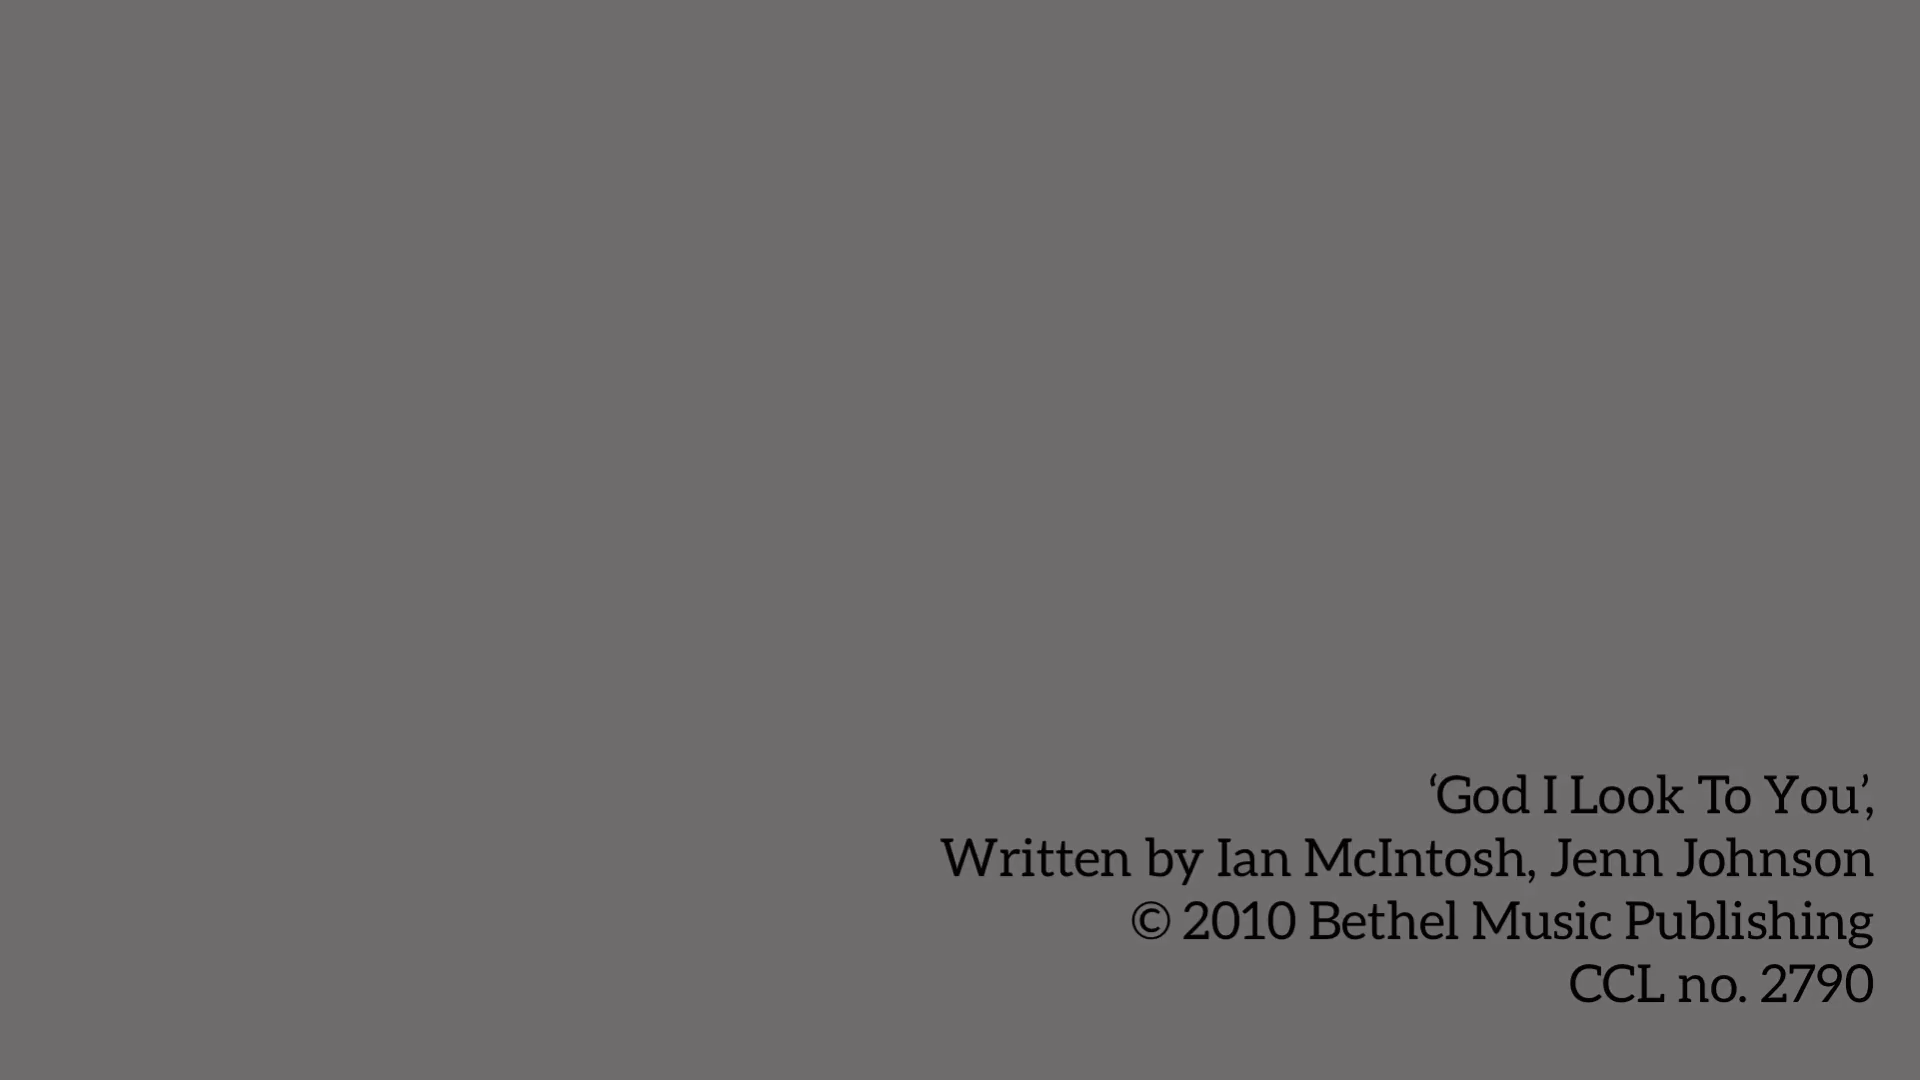 ‘God I Look To You’,
Written by Ian McIntosh, Jenn Johnson
© 2010 Bethel Music Publishing
CCL no. 2790